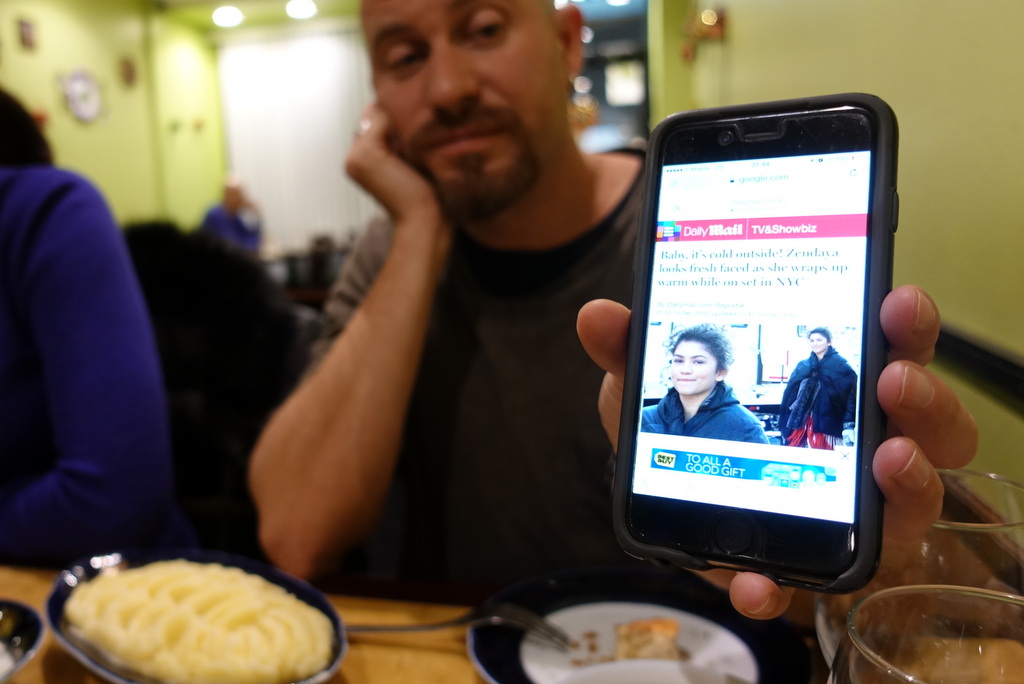 google.com
Daily Mail TV&Showbiz
Baby, it's cold outside! Zendaya
looks fresh faced as she wraps up
warm while on set in NYC
BEST BUY
TO ALL A
GOOD GIFT